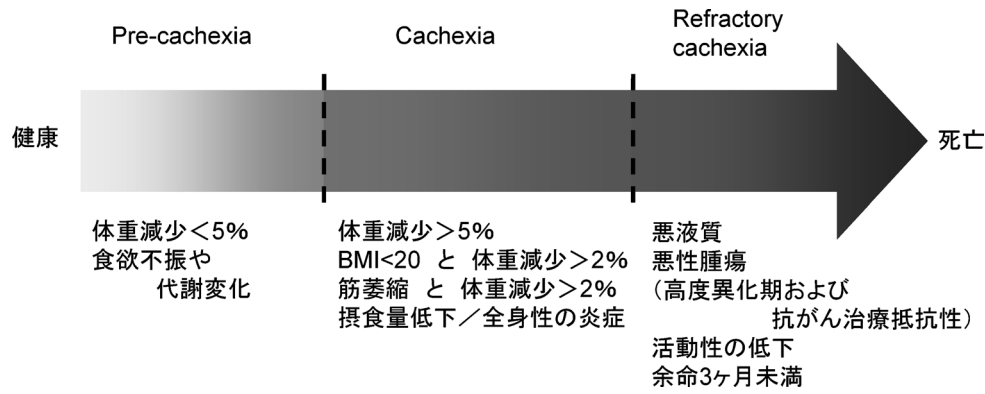 Pre-cachexia
Cachexia
Refractory
cachexia
健康
死亡
体重減少＜5%
食欲不振や
代謝変化
体重減少＞5%
BMI<20 と 体重減少＞2%
筋萎縮 と 体重減少＞2%
摂食量低下／全身性の炎症
悪液質
悪性腫瘍
（高度異化期および
抗がん治療抵抗性）
活動性の低下
余命3ヶ月未満